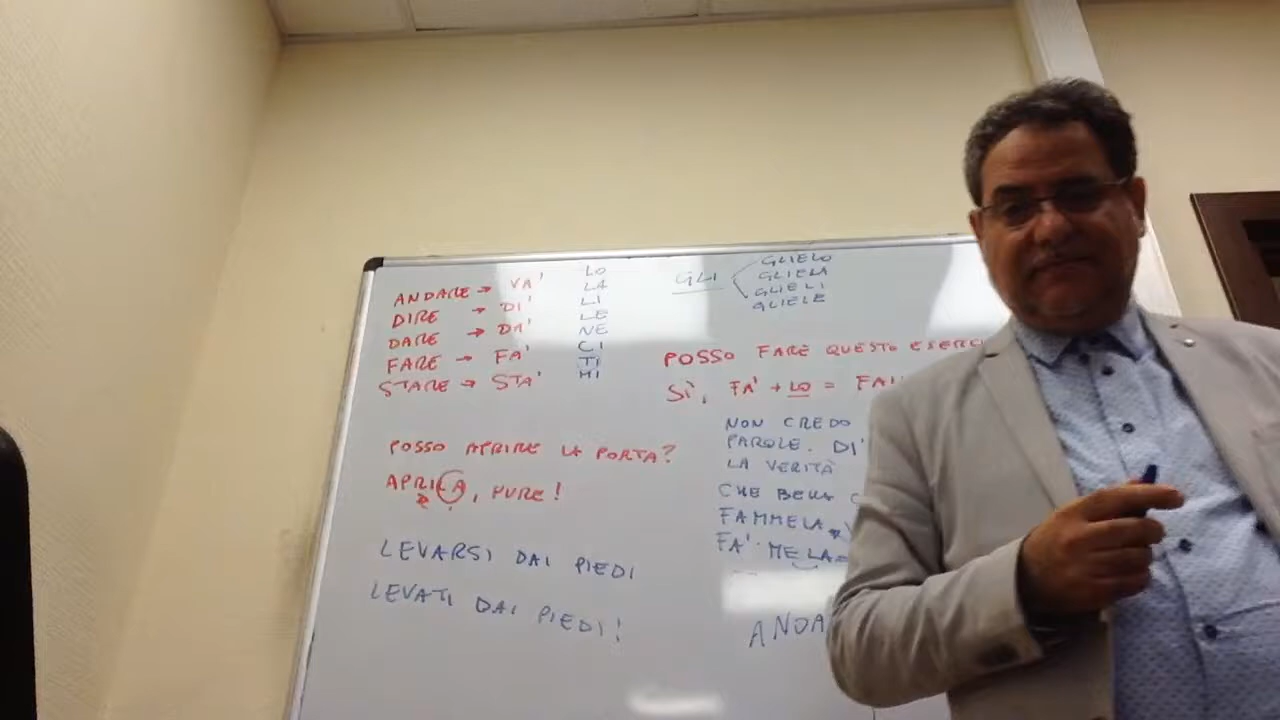 ANDARE → VA'
DIRE → DI'
DARE → DA'
FARE → FA'
STARE → STA'
LO
LA
LI
LE
NE
CI
TI
MI
POSSO APRIRE LA PORTA?
APRILA, PURE!
LEVARSI DAI PIEDI
LEVATI DAI PIEDI!
GLI
GLIELO
GLIELA
GLIELI
GLIELE
POSSO FARE QUESTO
SÌ, FA' + LO =
NON CREDO
PAROLE. DI'
LA VERITÀ
CHE BELLA
FAMMELA
FA' ME LA